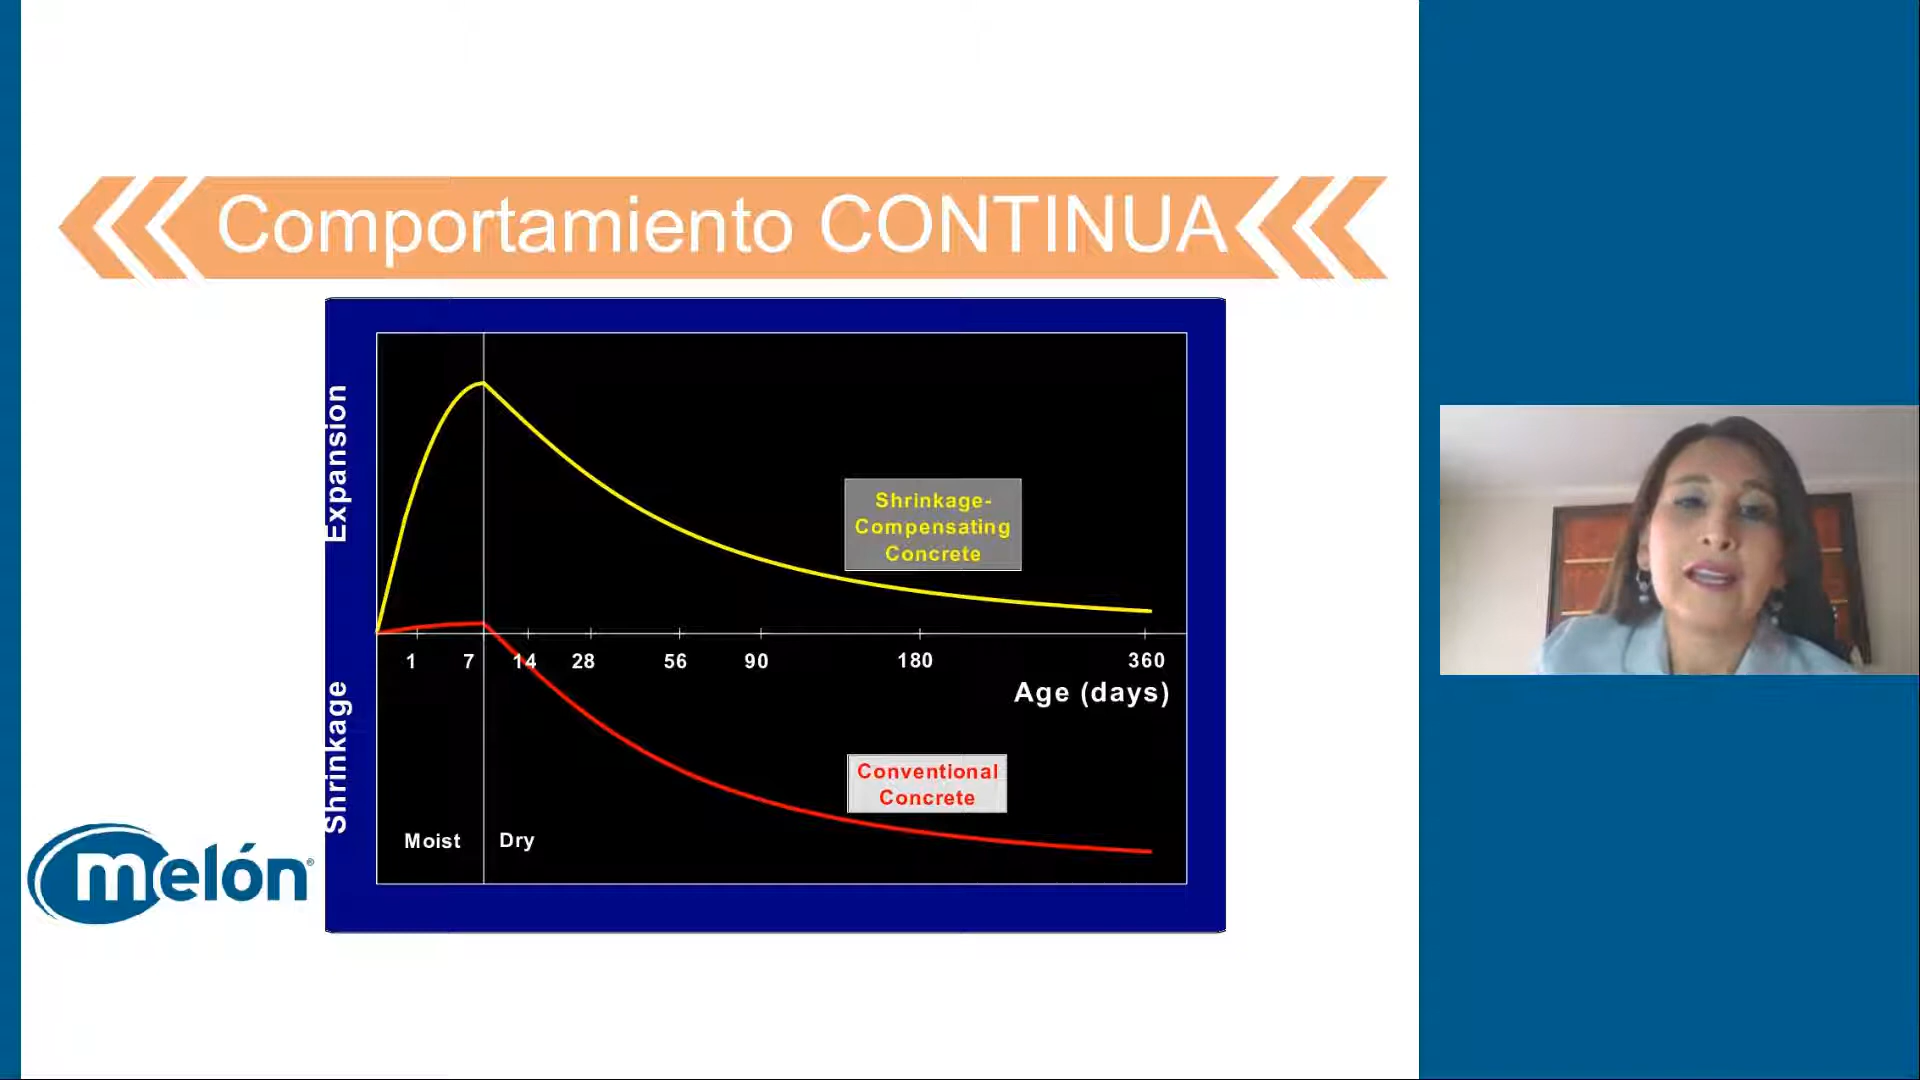 Comportamiento CONTINUA
Expansion
Shrinkage-
Compensating
Concrete
1 7 14 28 56 90 180 360
Age (days)
Shrinkage
Conventional
Concrete
Moist Dry
melón®